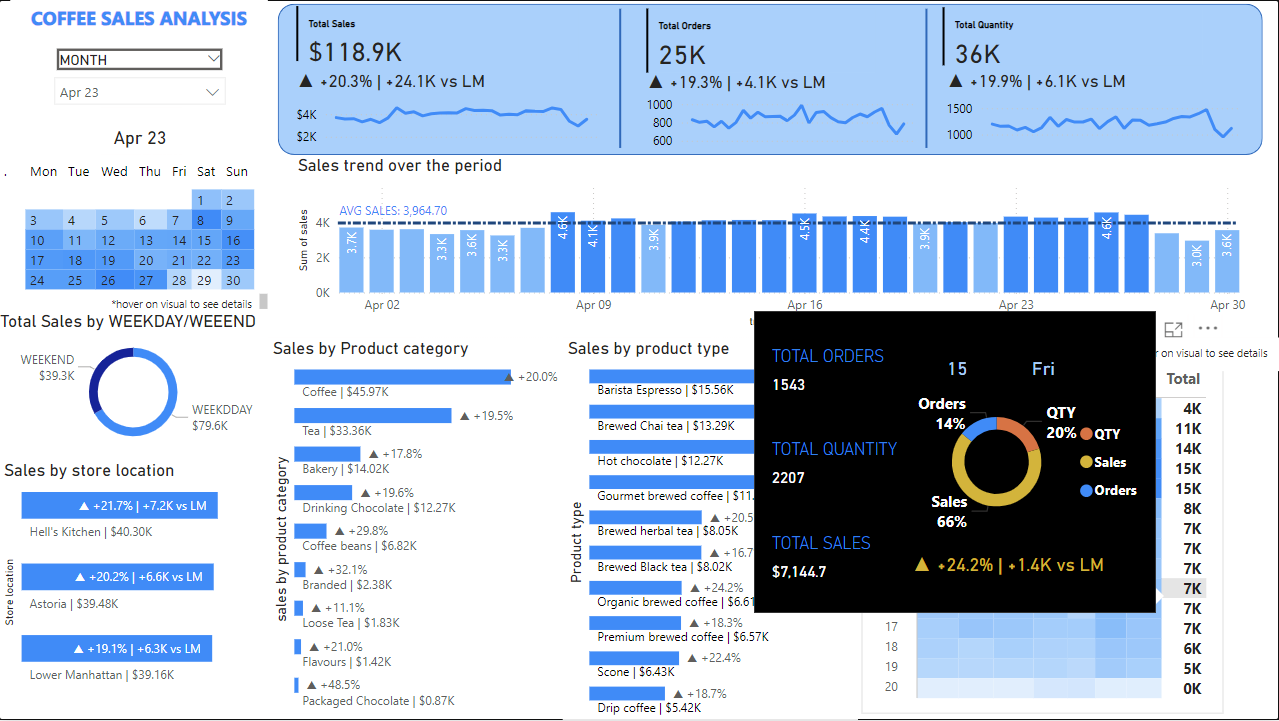 COFFEE SALES ANALYSIS
MONTH
Apr 23
Total Sales
$118.9K
▲ +20.3% | +24.1K vs LM
$4K
$2K
Total Orders
25K
▲ +19.3% | +4.1K vs LM
1000
800
600
Total Quantity
36K
▲ +19.9% | +6.1K vs LM
1500
1000
Apr 23
. Mon Tue Wed Thu Fri Sat Sun
1 2
3 4 5 6 7 8 9
10 11 12 13 14 15 16
17 18 19 20 21 22 23
24 25 26 27 28 29 30
*hover on visual to see details
Sales trend over the period
AVG SALES: 3,964.70
Sum of sales
4K
2K
0K
3.7K 3.3K 3.6K 3.3K 4.6K 4.1K 3.9K 4.5K 4.4K 3.9K 4.6K 3.0K 3.6K
Apr 02 Apr 09 Apr 16 Apr 23 Apr 30
Total Sales by WEEKDAY/WEEEND
WEEKEND
$39.3K
WEEKDDAY
$79.6K
Sales by store location
Store location
▲ +21.7% | +7.2K vs LM
Hell's Kitchen | $40.30K
▲ +20.2% | +6.6K vs LM
Astoria | $39.48K
▲ +19.1% | +6.3K vs LM
Lower Manhattan | $39.16K
Sales by Product category
sales by product category
▲ +20.0%
Coffee | $45.97K
▲ +19.5%
Tea | $33.36K
▲ +17.8%
Bakery | $14.02K
▲ +19.6%
Drinking Chocolate | $12.27K
▲ +29.8%
Coffee beans | $6.82K
▲ +32.1%
Branded | $2.38K
▲ +11.1%
Loose Tea | $1.83K
▲ +21.0%
Flavours | $1.42K
▲ +48.5%
Packaged Chocolate | $0.87K
Sales by product type
Product type
Barista Espresso | $15.56K
Brewed Chai tea | $13.29K
Hot chocolate | $12.27K
Gourmet brewed coffee | $11.
▲ +20.5
Brewed herbal tea | $8.05K
▲ +16.7
Brewed Black tea | $8.02K
▲ +24.2%
Organic brewed coffee | $6.61
▲ +18.3%
Premium brewed coffee | $6.57K
▲ +22.4%
Scone | $6.43K
▲ +18.7%
Drip coffee | $5.42K
TOTAL ORDERS
1543
TOTAL QUANTITY
2207
TOTAL SALES
$7,144.7
15 Fri
Orders
14%
QTY
20%
Sales
66%
QTY
Sales
Orders
▲ +24.2% | +1.4K vs LM
r on visual to see details
Total
4K
11K
14K
15K
15K
8K
7K
7K
7K
7K
7K
17 7K
18 6K
19 5K
20 0K